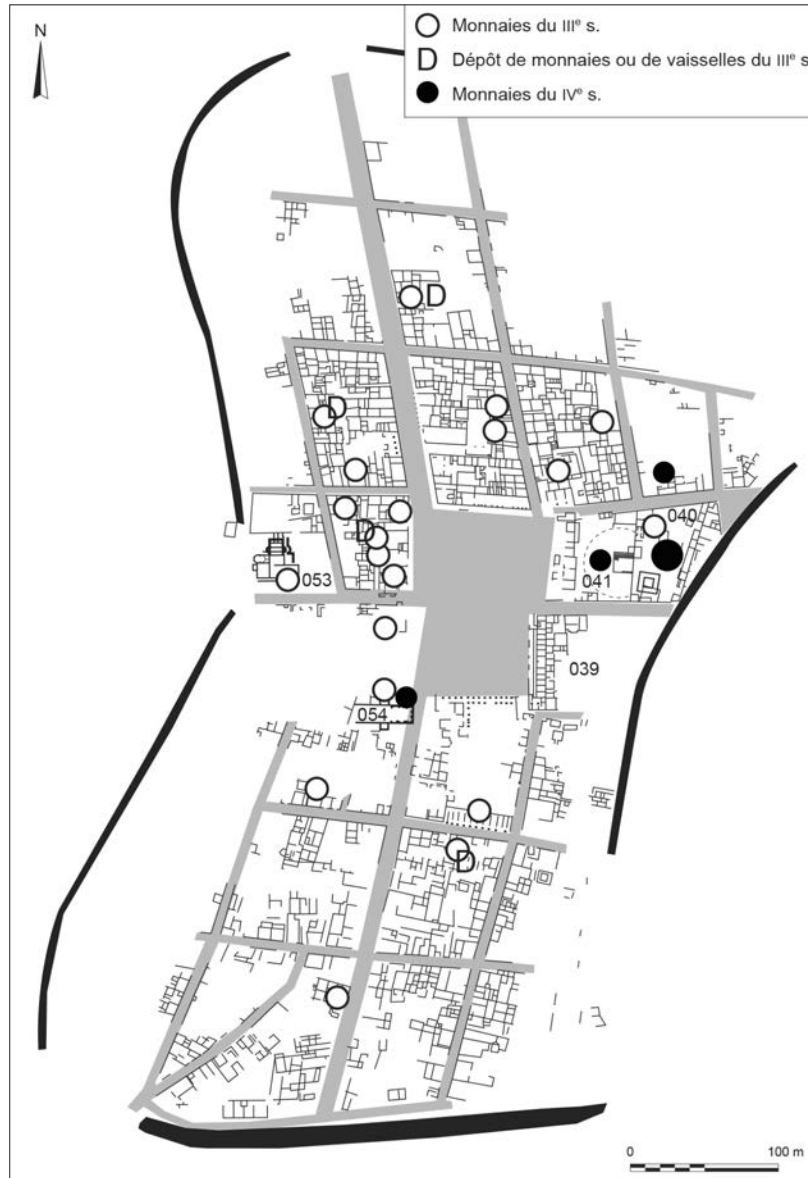 Monnaies du IIIe s.
D Dépôt de monnaies ou de vaisselles du IIIe s
Monnaies du IVe s.
N
D
D
040
D
053
041
039
054
D
0 100 m